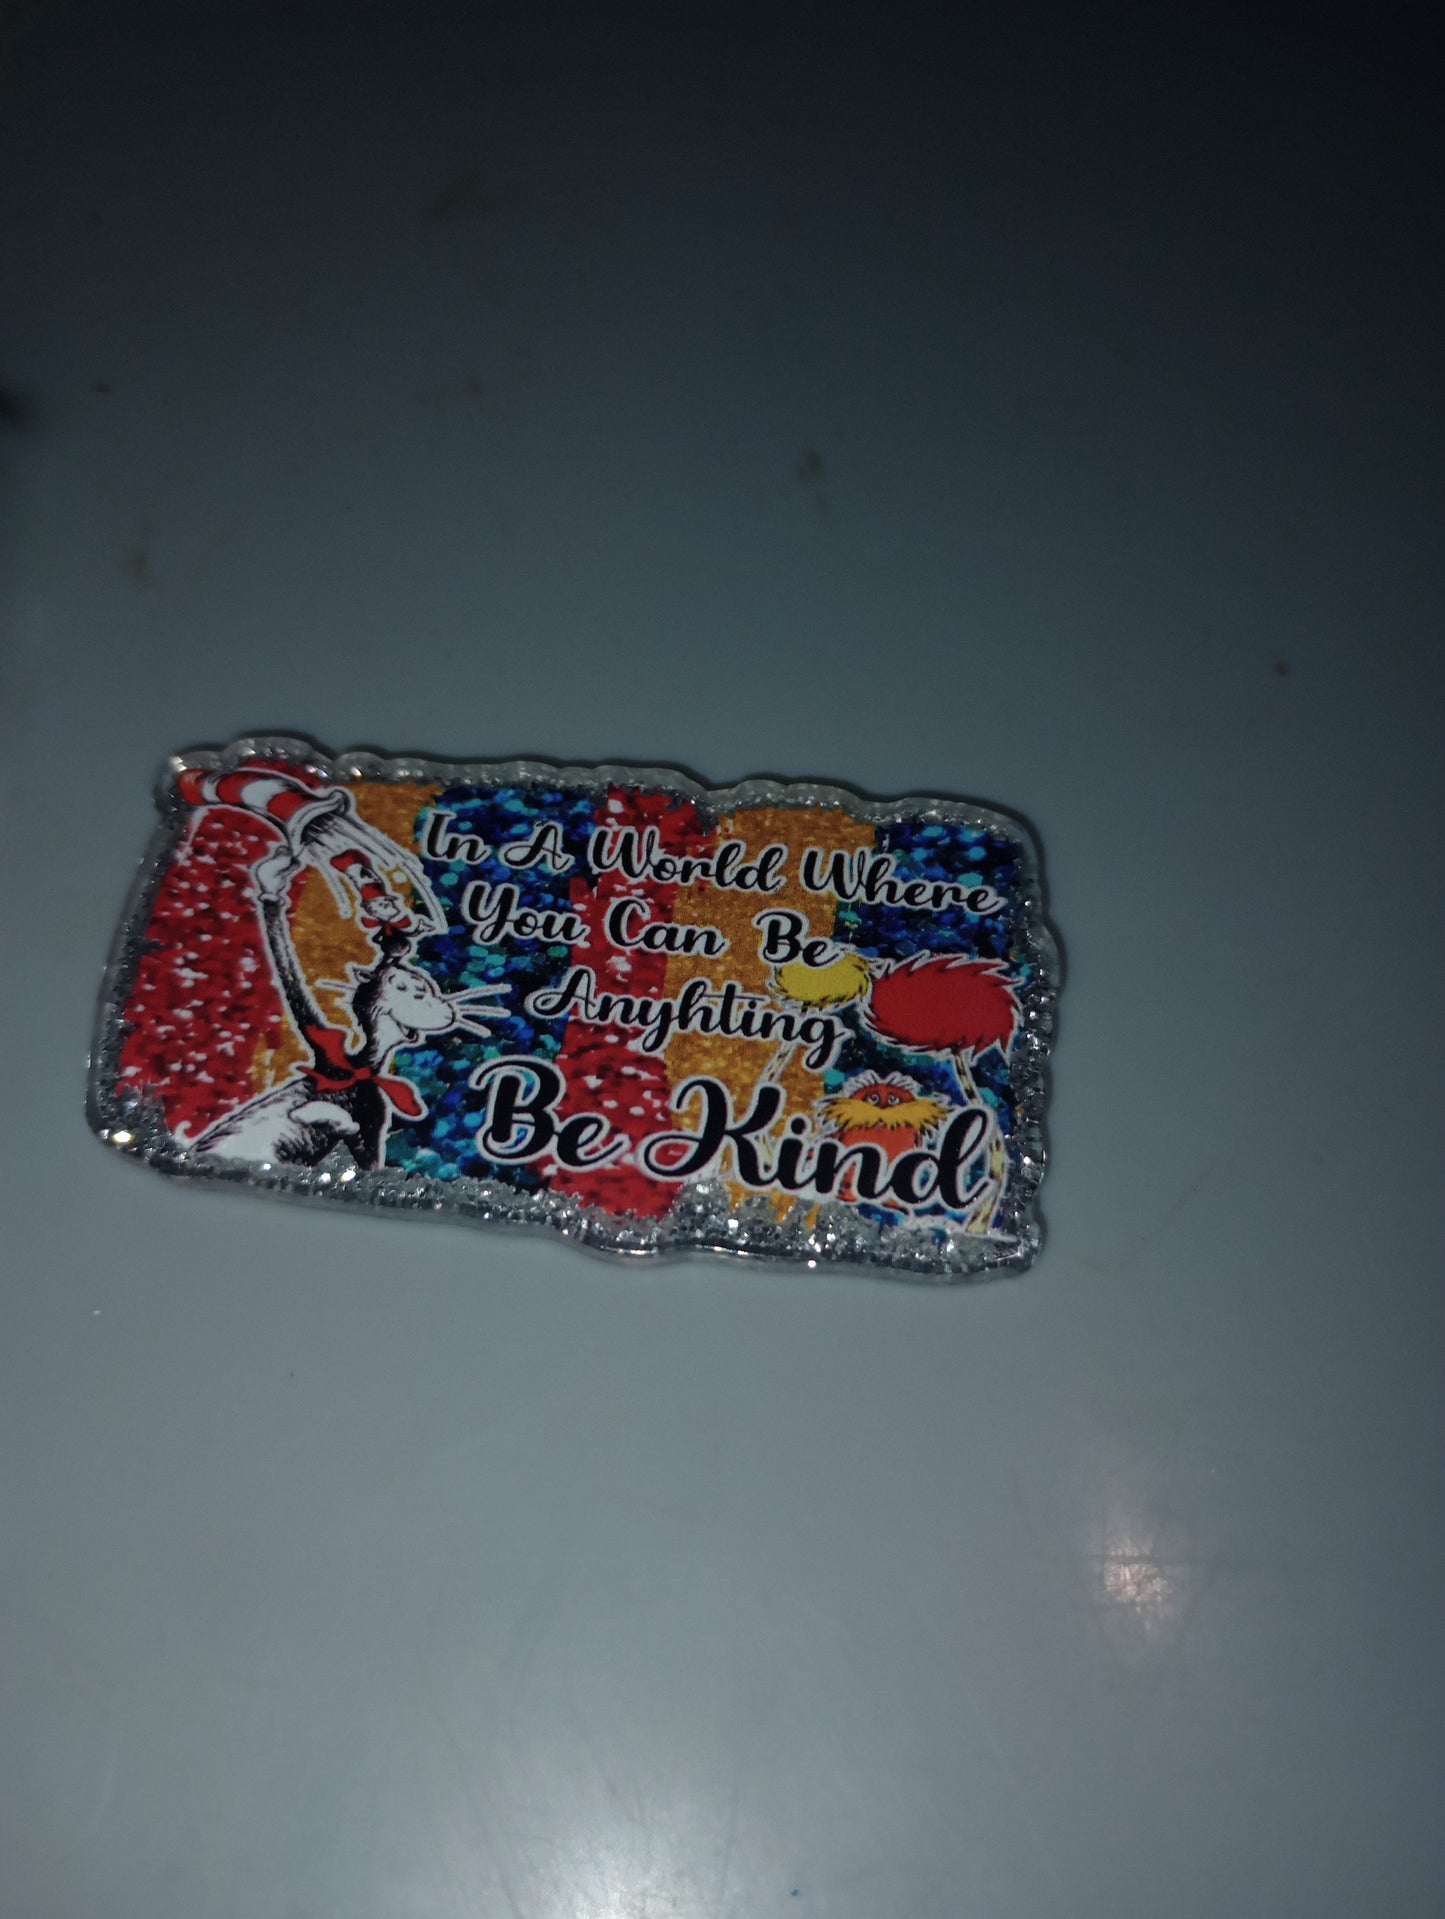 In A World Where
You Can Be
Anyhting
Be Kind